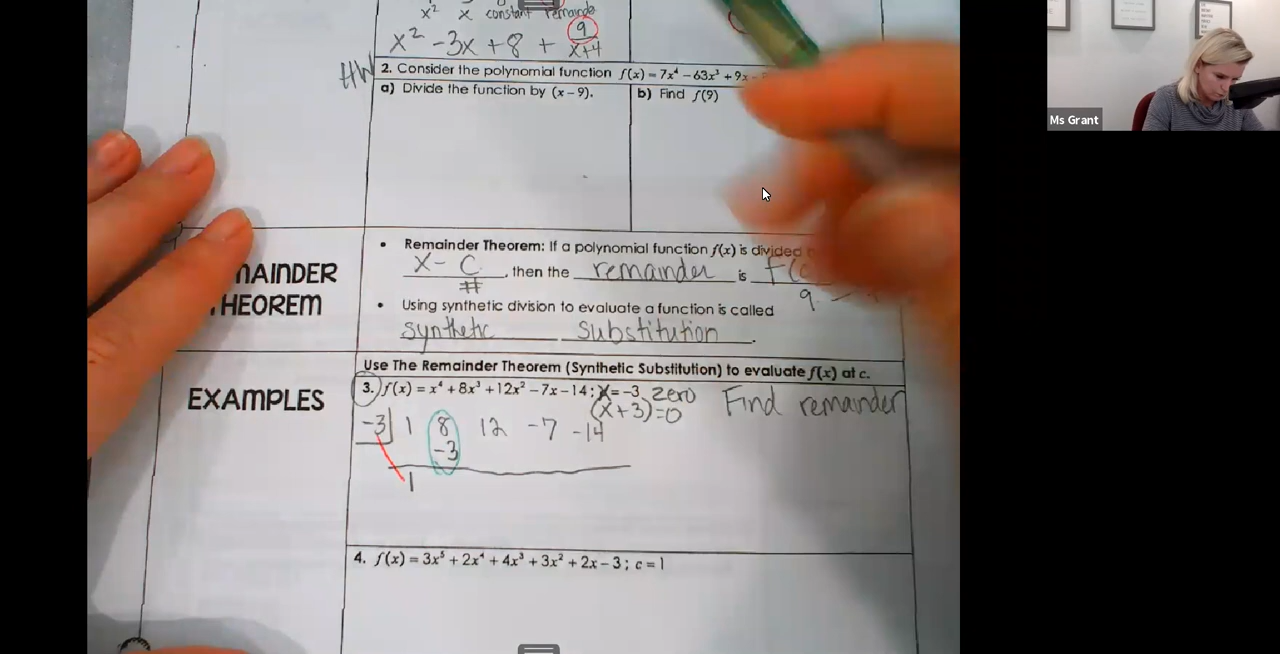 x² x constant remainder
x² -3x +8 + 9/x+4
HW
2. Consider the polynomial function f(x) = 7x⁴ - 63x³ + 9x -
a) Divide the function by (x - 9).
b) Find f(9)
Ms Grant
MAINDER
HEOREM
• Remainder Theorem: If a polynomial function f(x) is divided
x - c, then the remainder is f(c
#
9
• Using synthetic division to evaluate a function is called
synthetic substitution.
EXAMPLES
Use The Remainder Theorem (Synthetic Substitution) to evaluate f(x) at c.
3. f(x) = x⁴ + 8x³ + 12x² - 7x - 14; x = -3 zero
Find remainder
(x+3)=0
-3 1 8 12 -7 -14
-3
1
4. f(x) = 3x⁵ + 2x⁴ + 4x³ + 3x² + 2x - 3; c = 1